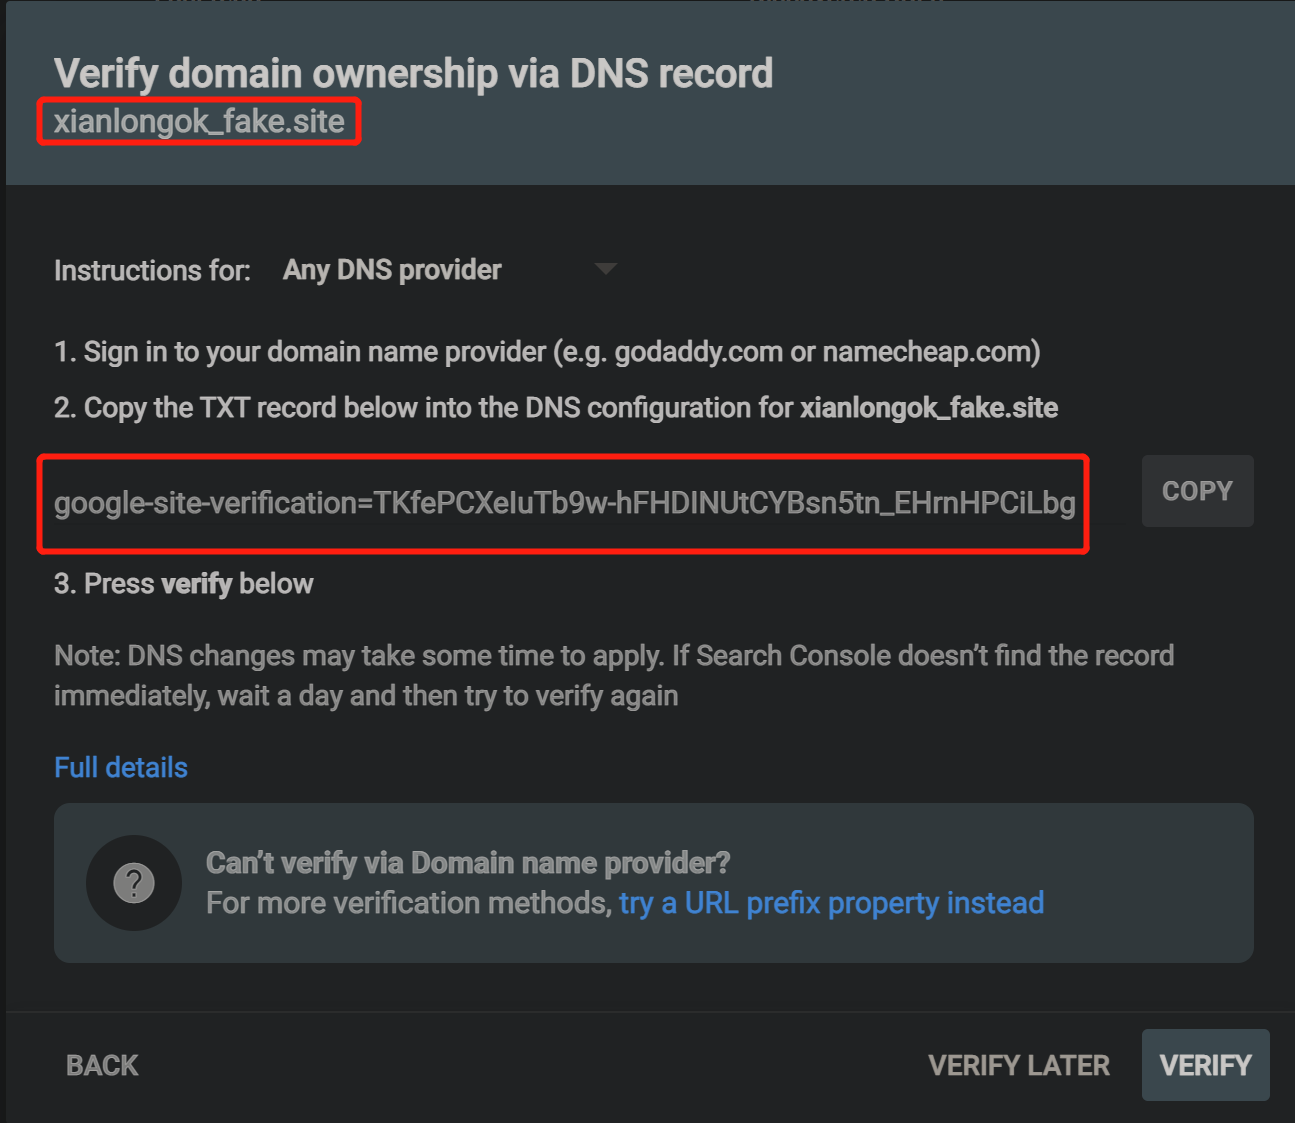 Verify domain ownership via DNS record
xianlongok_fake.site
Instructions for: Any DNS provider
1. Sign in to your domain name provider (e.g. godaddy.com or namecheap.com)
2. Copy the TXT record below into the DNS configuration for xianlongok_fake.site
google-site-verification=TKfePCXeIuTb9w-hFHDINUtCYBsn5tn_EHrnHPCiLbg
COPY
3. Press verify below
Note: DNS changes may take some time to apply. If Search Console doesn’t find the record
immediately, wait a day and then try to verify again
Full details
Can’t verify via Domain name provider?
For more verification methods, try a URL prefix property instead
BACK
VERIFY LATER
VERIFY